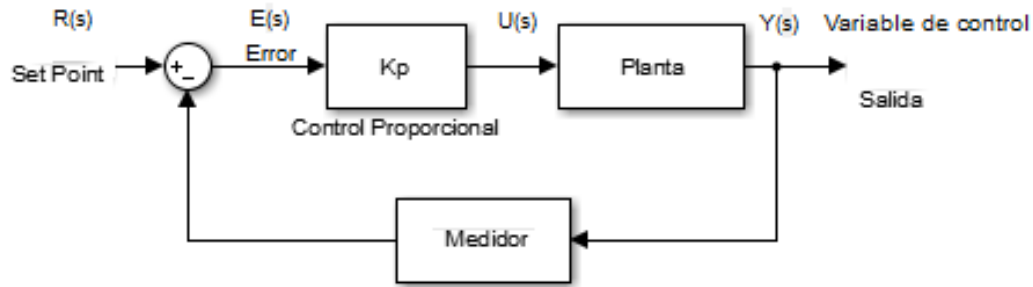 R(s)
E(s)
U(s)
Y(s)
Variable de control
Set Point
+
−
Error
Kp
Planta
Salida
Control Proporcional
Medidor